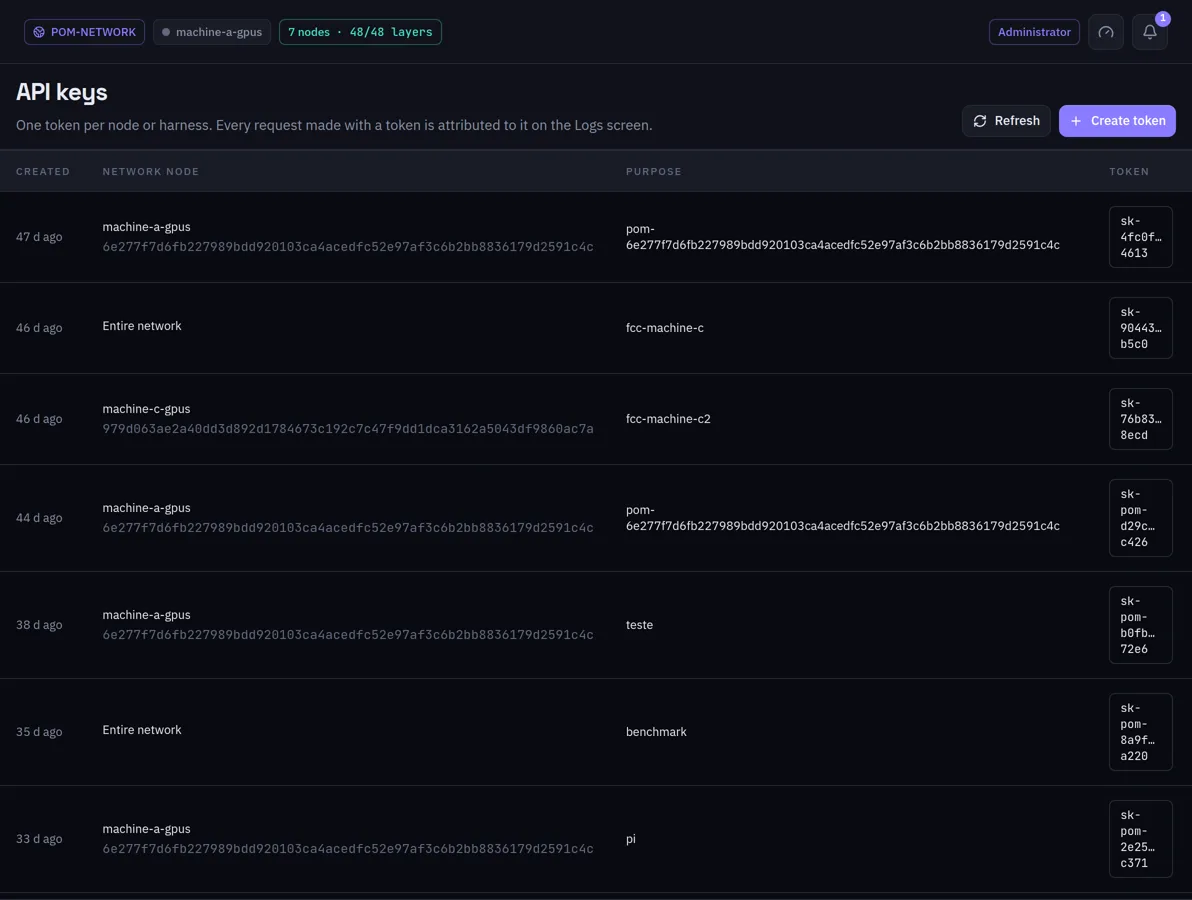 POM-NETWORK machine-a-gpus 7 nodes · 48/48 layers Administrator 1
API keys
One token per node or harness. Every request made with a token is attributed to it on the Logs screen.
Refresh + Create token
CREATED NETWORK NODE PURPOSE TOKEN
47 d ago
machine-a-gpus
6e277f7d6fb227989bdd920103ca4acedfc52e97af3c6b2bb8836179d2591c4c
pom-
6e277f7d6fb227989bdd920103ca4acedfc52e97af3c6b2bb8836179d2591c4c
sk-
4fc0f…
4613
46 d ago
Entire network
fcc-machine-c
sk-
90443…
b5c0
46 d ago
machine-c-gpus
979d063ae2a40dd3d892d1784673c192c7c47f9dd1dca3162a5043df9860ac7a
fcc-machine-c2
sk-
76b83…
8ecd
44 d ago
machine-a-gpus
6e277f7d6fb227989bdd920103ca4acedfc52e97af3c6b2bb8836179d2591c4c
pom-
6e277f7d6fb227989bdd920103ca4acedfc52e97af3c6b2bb8836179d2591c4c
sk-
pom-
d29c…
c426
38 d ago
machine-a-gpus
6e277f7d6fb227989bdd920103ca4acedfc52e97af3c6b2bb8836179d2591c4c
teste
sk-
pom-
b0fb…
72e6
35 d ago
Entire network
benchmark
sk-
pom-
8a9f…
a220
33 d ago
machine-a-gpus
6e277f7d6fb227989bdd920103ca4acedfc52e97af3c6b2bb8836179d2591c4c
pi
sk-
pom-
2e25…
c371